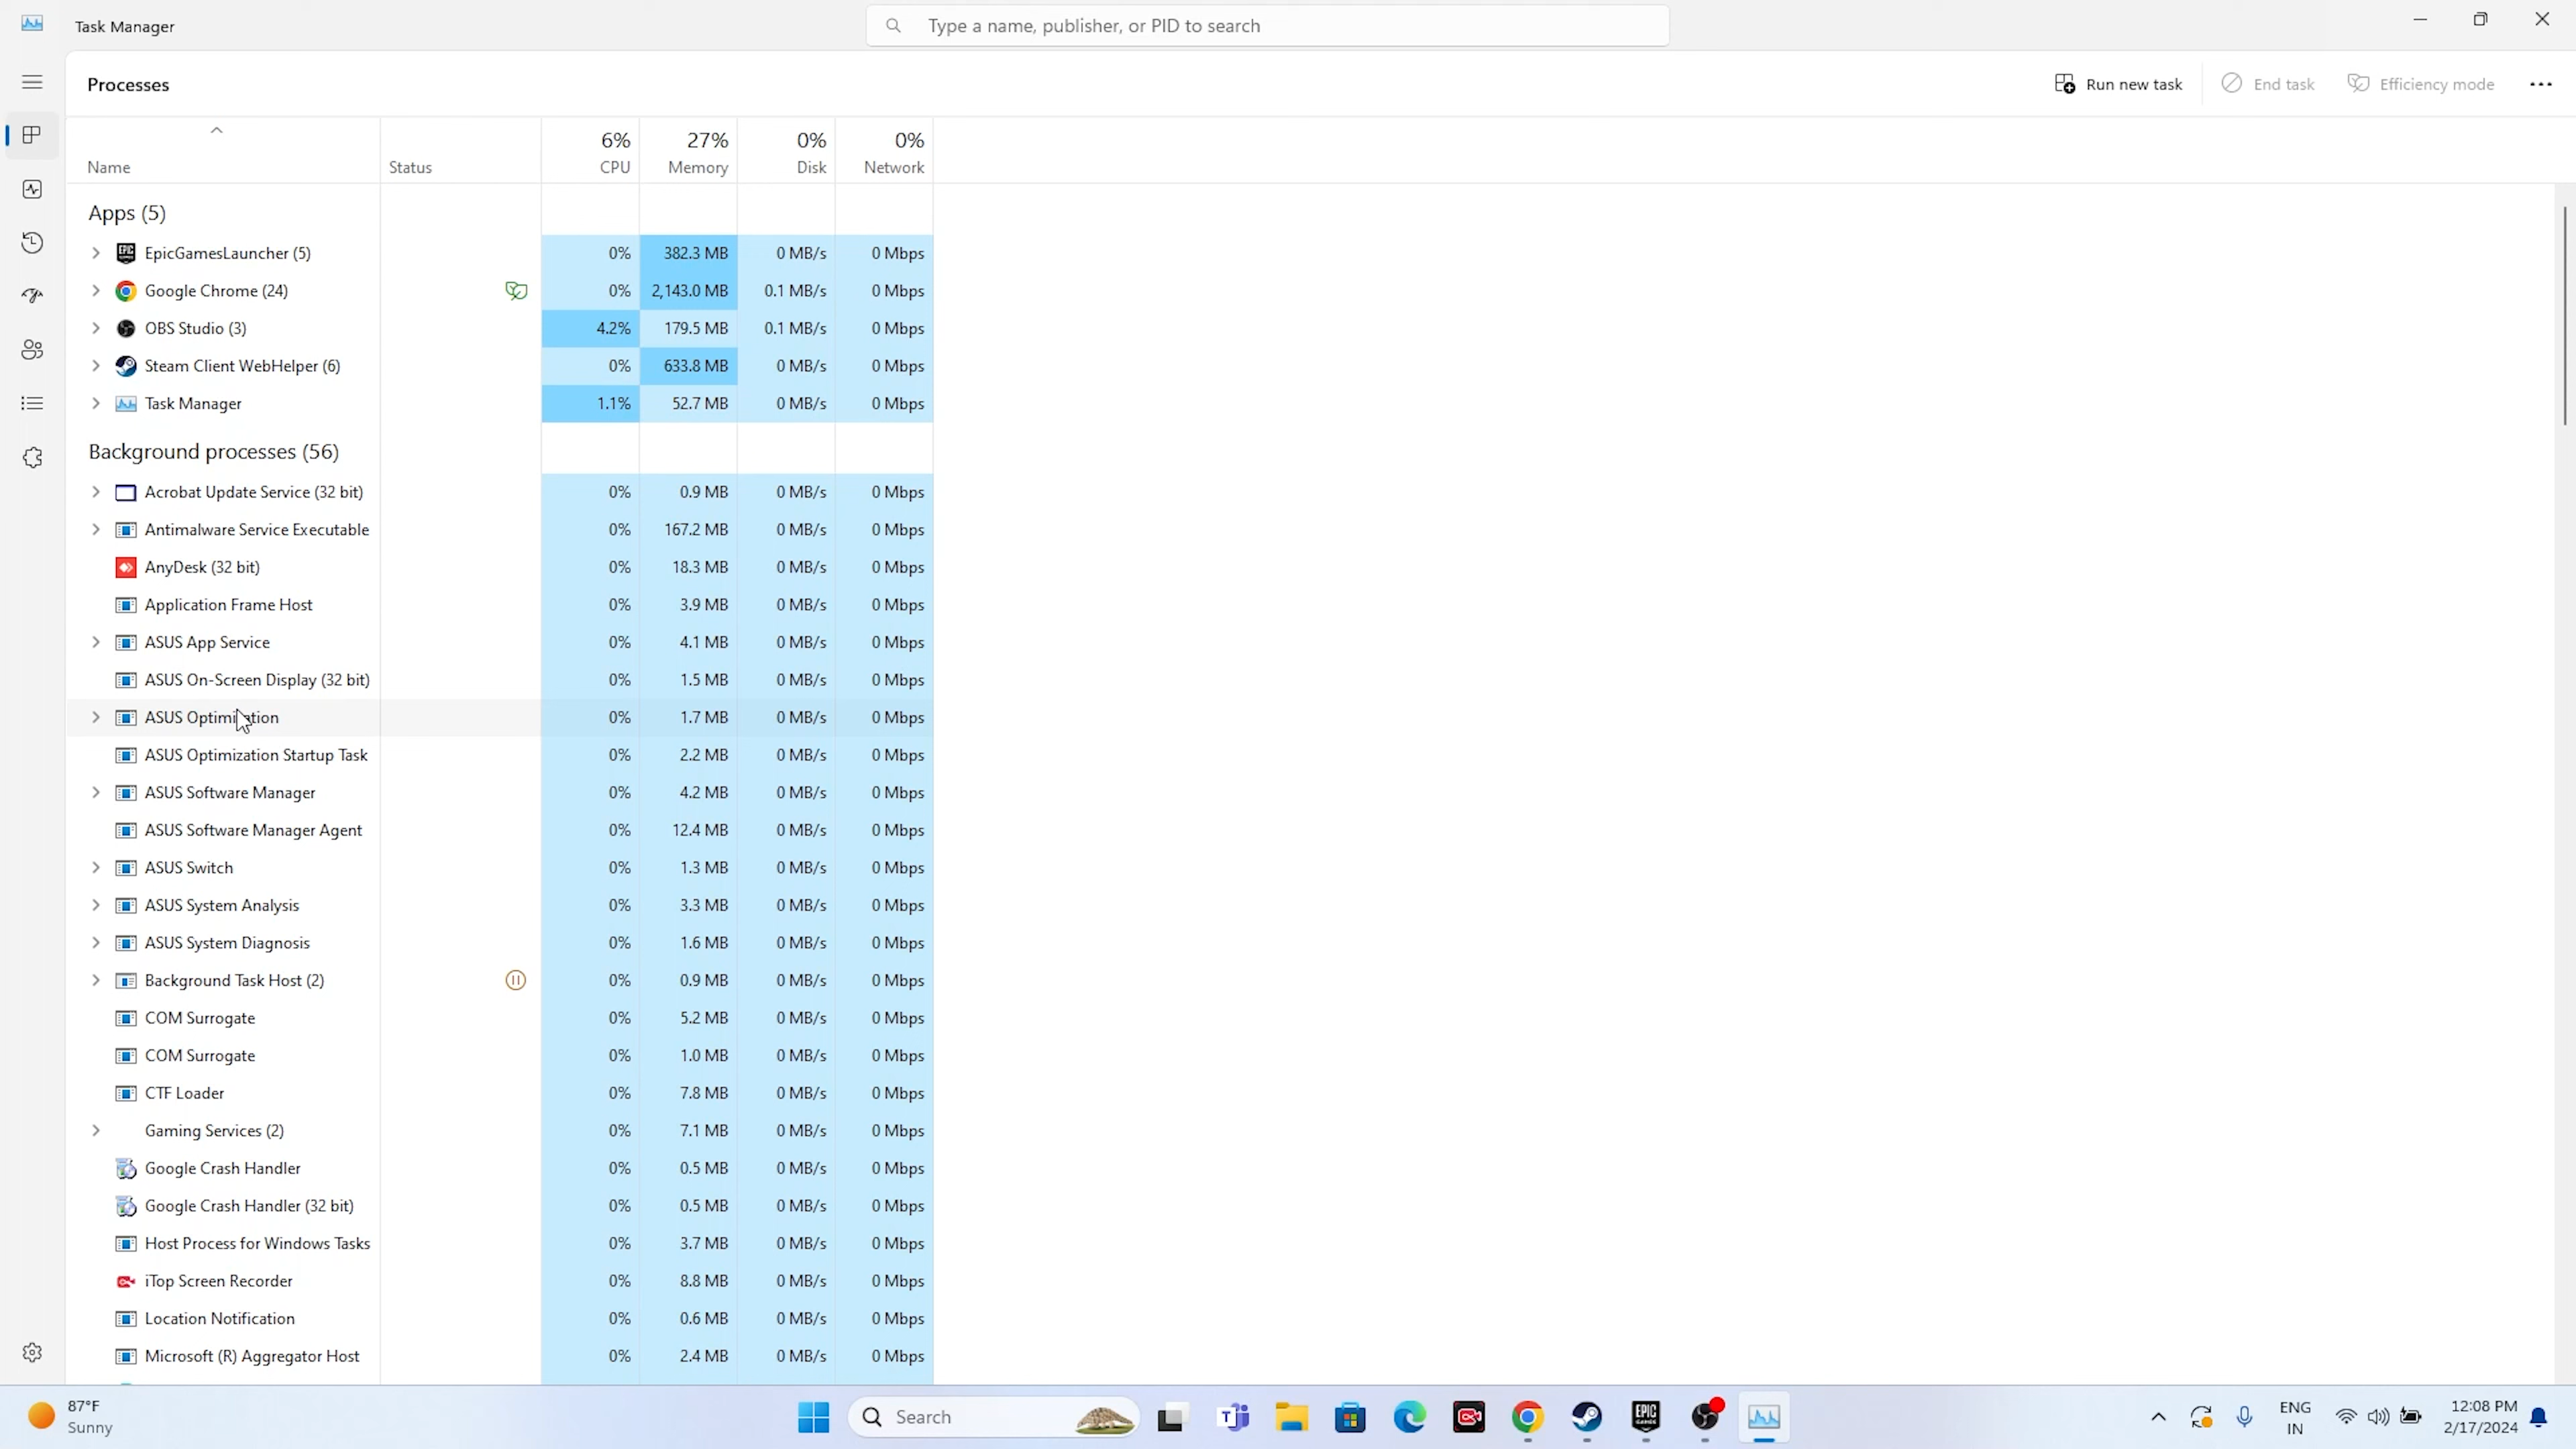 Task Manager
Type a name, publisher, or PID to search
Processes
Run new task
End task
Efficiency mode
Name Status 6% CPU 27% Memory 0% Disk 0% Network
Apps (5)
EpicGamesLauncher (5) 0% 382.3 MB 0 MB/s 0 Mbps
Google Chrome (24) 0% 2,143.0 MB 0.1 MB/s 0 Mbps
OBS Studio (3) 4.2% 179.5 MB 0.1 MB/s 0 Mbps
Steam Client WebHelper (6) 0% 633.8 MB 0 MB/s 0 Mbps
Task Manager 1.1% 52.7 MB 0 MB/s 0 Mbps
Background processes (56)
Acrobat Update Service (32 bit) 0% 0.9 MB 0 MB/s 0 Mbps
Antimalware Service Executable 0% 167.2 MB 0 MB/s 0 Mbps
AnyDesk (32 bit) 0% 18.3 MB 0 MB/s 0 Mbps
Application Frame Host 0% 3.9 MB 0 MB/s 0 Mbps
ASUS App Service 0% 4.1 MB 0 MB/s 0 Mbps
ASUS On-Screen Display (32 bit) 0% 1.5 MB 0 MB/s 0 Mbps
ASUS Optimization 0% 1.7 MB 0 MB/s 0 Mbps
ASUS Optimization Startup Task 0% 2.2 MB 0 MB/s 0 Mbps
ASUS Software Manager 0% 4.2 MB 0 MB/s 0 Mbps
ASUS Software Manager Agent 0% 12.4 MB 0 MB/s 0 Mbps
ASUS Switch 0% 1.3 MB 0 MB/s 0 Mbps
ASUS System Analysis 0% 3.3 MB 0 MB/s 0 Mbps
ASUS System Diagnosis 0% 1.6 MB 0 MB/s 0 Mbps
Background Task Host (2) 0% 0.9 MB 0 MB/s 0 Mbps
COM Surrogate 0% 5.2 MB 0 MB/s 0 Mbps
COM Surrogate 0% 1.0 MB 0 MB/s 0 Mbps
CTF Loader 0% 7.8 MB 0 MB/s 0 Mbps
Gaming Services (2) 0% 7.1 MB 0 MB/s 0 Mbps
Google Crash Handler 0% 0.5 MB 0 MB/s 0 Mbps
Google Crash Handler (32 bit) 0% 0.5 MB 0 MB/s 0 Mbps
Host Process for Windows Tasks 0% 3.7 MB 0 MB/s 0 Mbps
iTop Screen Recorder 0% 8.8 MB 0 MB/s 0 Mbps
Location Notification 0% 0.6 MB 0 MB/s 0 Mbps
Microsoft (R) Aggregator Host 0% 2.4 MB 0 MB/s 0 Mbps
87°F
Sunny
Search
ENG
IN
12:08 PM
2/17/2024